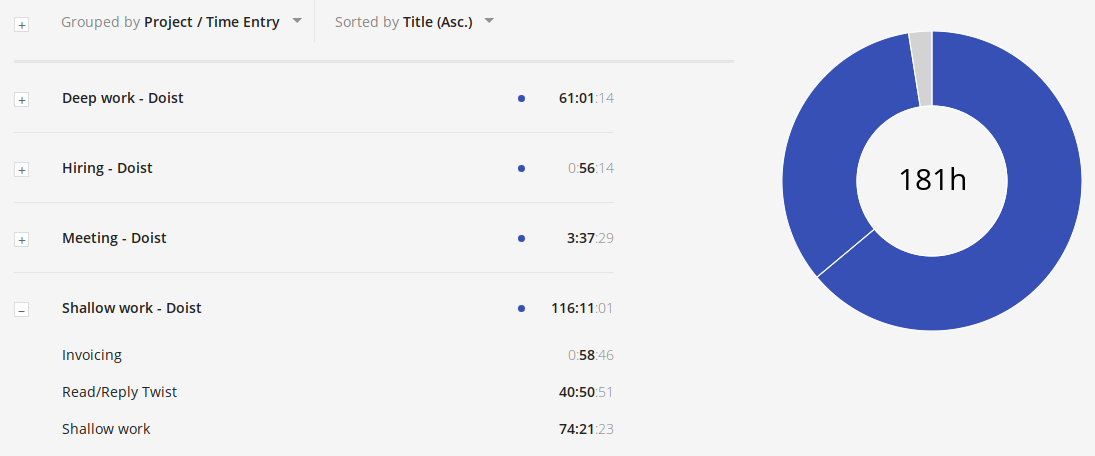 Grouped by Project / Time Entry Sorted by Title (Asc.)
Deep work - Doist 61:01:14
Hiring - Doist 0:56:14
Meeting - Doist 3:37:29
Shallow work - Doist 116:11:01
Invoicing 0:58:46
Read/Reply Twist 40:50:51
Shallow work 74:21:23
181h